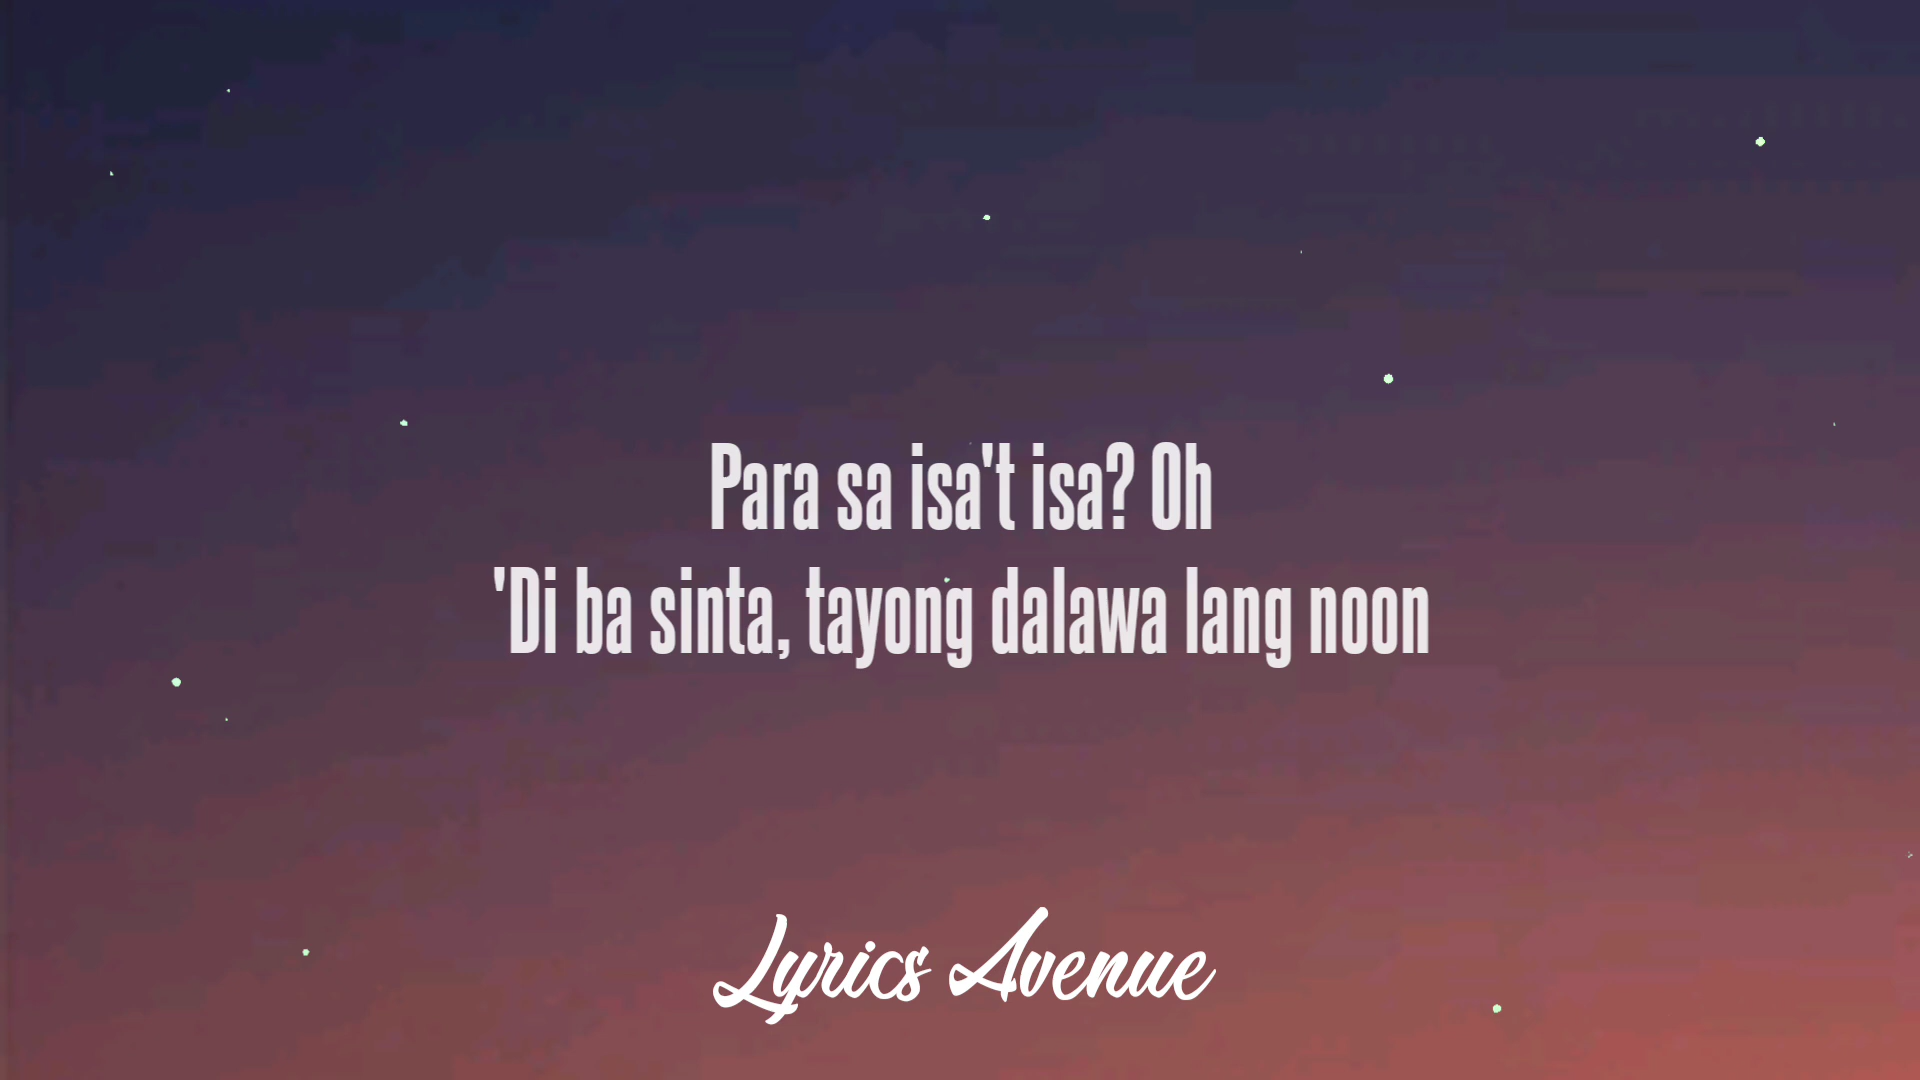 Para sa isa't isa? Oh
'Di ba sinta, tayong dalawa lang noon
Lyrics Avenue